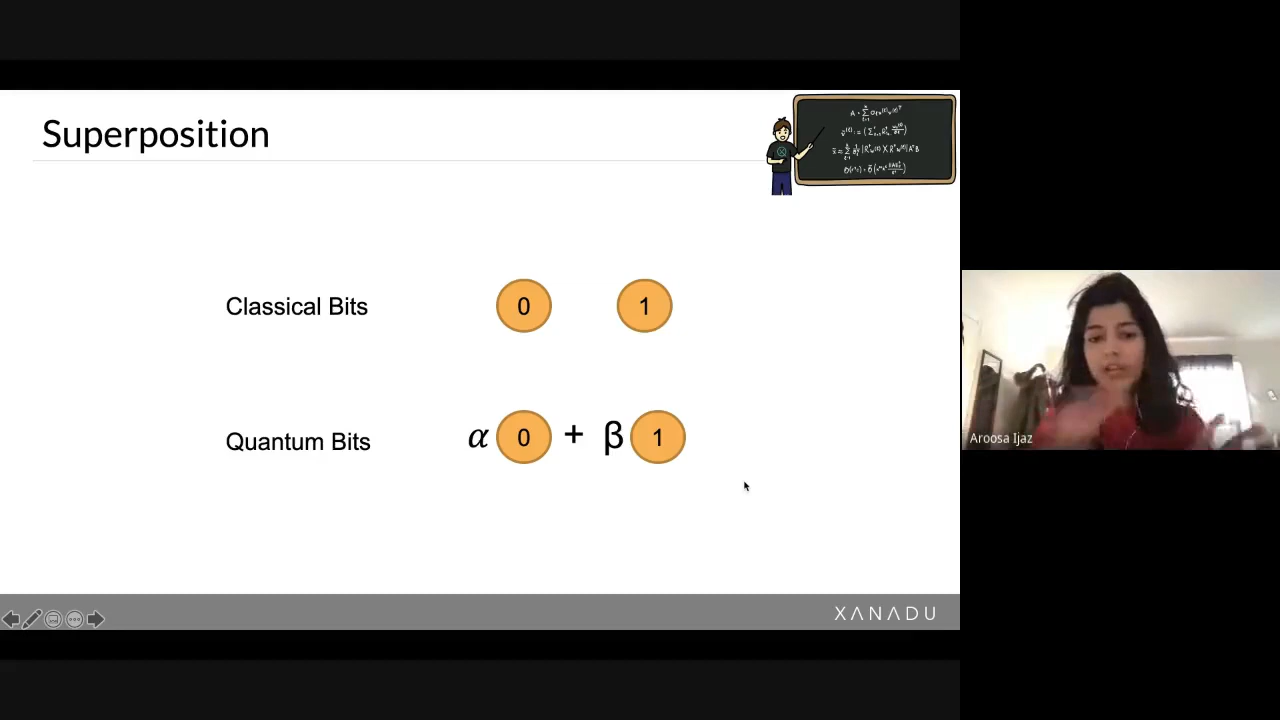 Superposition
Classical Bits 0 1
Quantum Bits α 0 + β 1
XANADU
Aroosa Ijaz